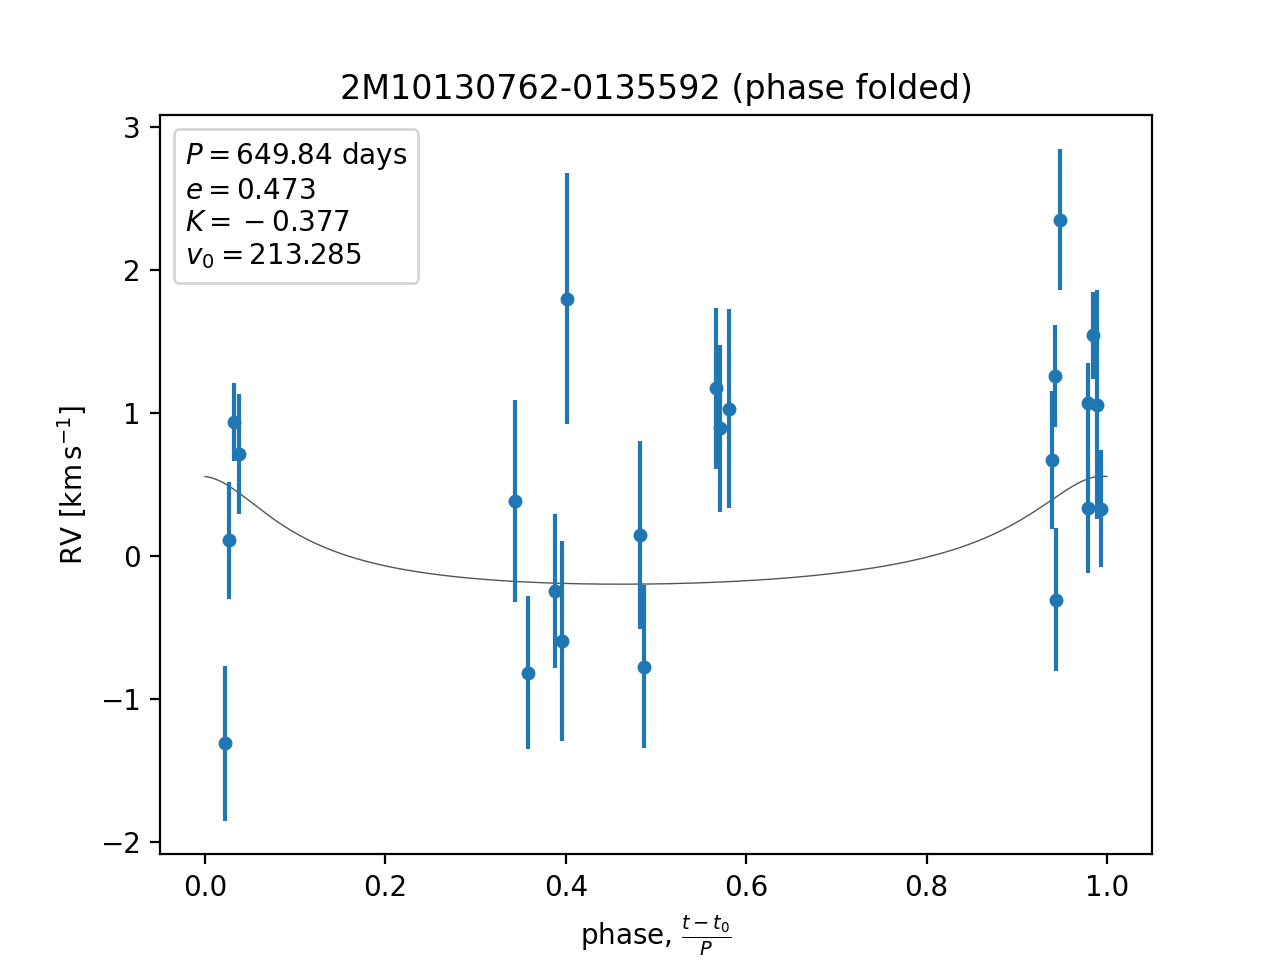 2M10130762-0135592 (phase folded)
P = 649.84 days
e = 0.473
K = −0.377
v₀ = 213.285
3
2
1
0
−1
−2
RV [km s⁻¹]
0.0 0.2 0.4 0.6 0.8 1.0
phase, (t − t₀)/P